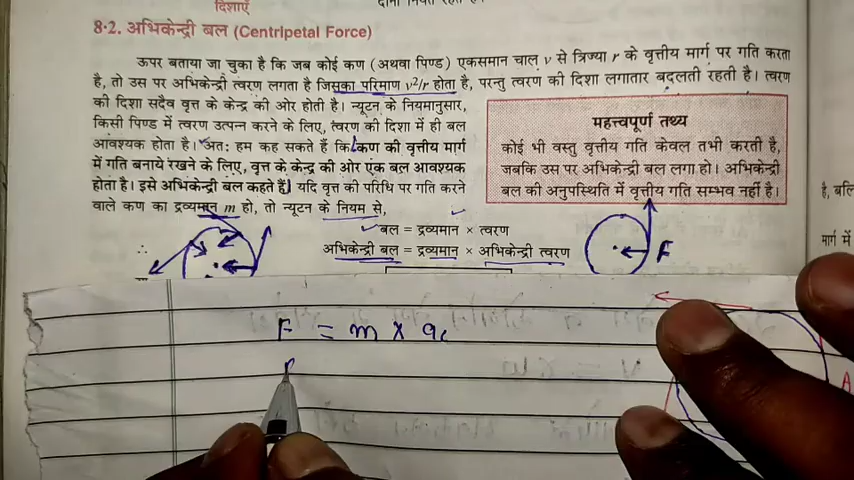 दिशाएँ
8·2. अभिकेन्द्री बल (Centripetal Force)
ऊपर बताया जा चुका है कि जब कोई कण (अथवा पिण्ड) एकसमान चाल v से त्रिज्या r के वृत्तीय मार्ग पर गति करता
है, तो उस पर अभिकेन्द्री त्वरण लगता है जिसका परिमाण v²/r होता है, परन्तु त्वरण की दिशा लगातार बदलती रहती है। त्वरण
की दिशा सदैव वृत्त के केन्द्र की ओर होती है। न्यूटन के नियमानुसार,
किसी पिण्ड में त्वरण उत्पन्न करने के लिए, त्वरण की दिशा में ही बल
आवश्यक होता है। अत: हम कह सकते हैं कि कण की वृत्तीय मार्ग
में गति बनाये रखने के लिए, वृत्त के केन्द्र की ओर एक बल आवश्यक
होता है। इसे अभिकेन्द्री बल कहते हैं। यदि वृत्त की परिधि पर गति करने
वाले कण का द्रव्यमान m हो, तो न्यूटन के नियम से,
महत्त्वपूर्ण तथ्य
कोई भी वस्तु वृत्तीय गति केवल तभी करती है,
जबकि उस पर अभिकेन्द्री बल लगा हो। अभिकेन्द्री
बल की अनुपस्थिति में वृत्तीय गति सम्भव नहीं है।
बल = द्रव्यमान × त्वरण
∴ अभिकेन्द्री बल = द्रव्यमान × अभिकेन्द्री त्वरण
F
F = m × ac
A
है, बलि
मार्ग में